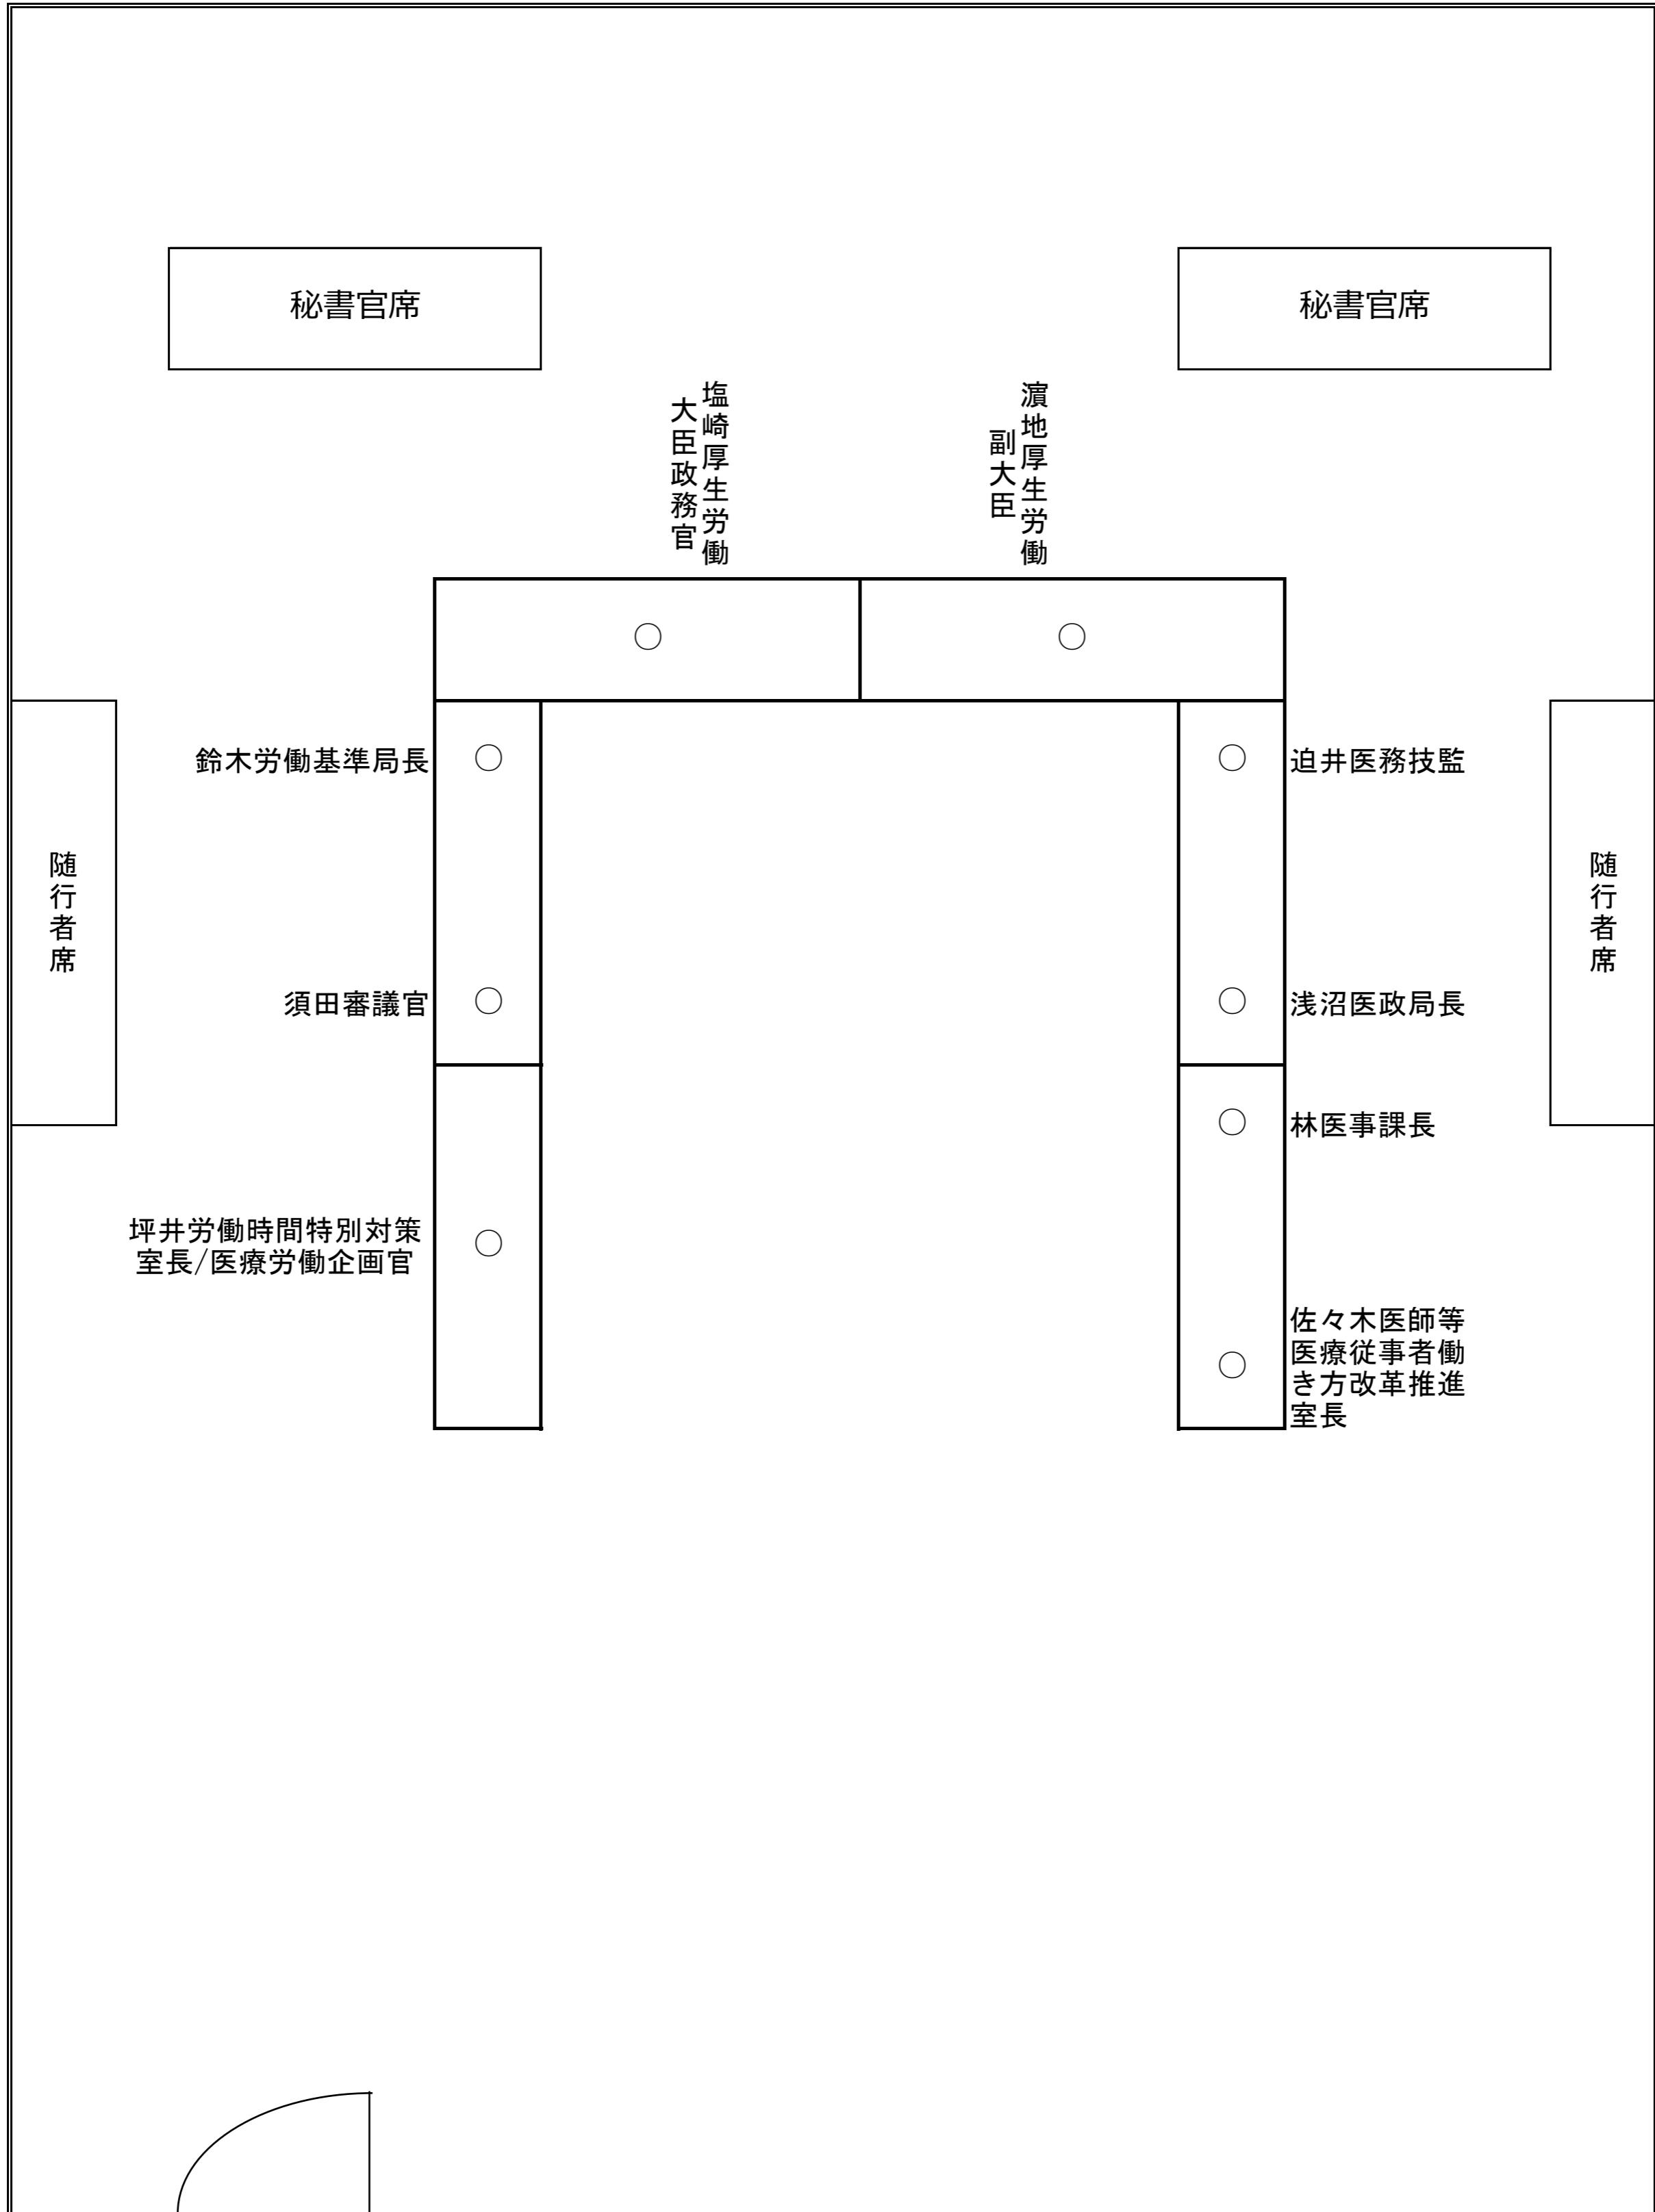 秘書官席
秘書官席
塩崎厚生労働
大臣政務官
濵地厚生労働
副大臣
鈴木労働基準局長
迫井医務技監
随行者席
随行者席
須田審議官
浅沼医政局長
林医事課長
坪井労働時間特別対策
室長/医療労働企画官
佐々木医師等
医療従事者働
き方改革推進
室長